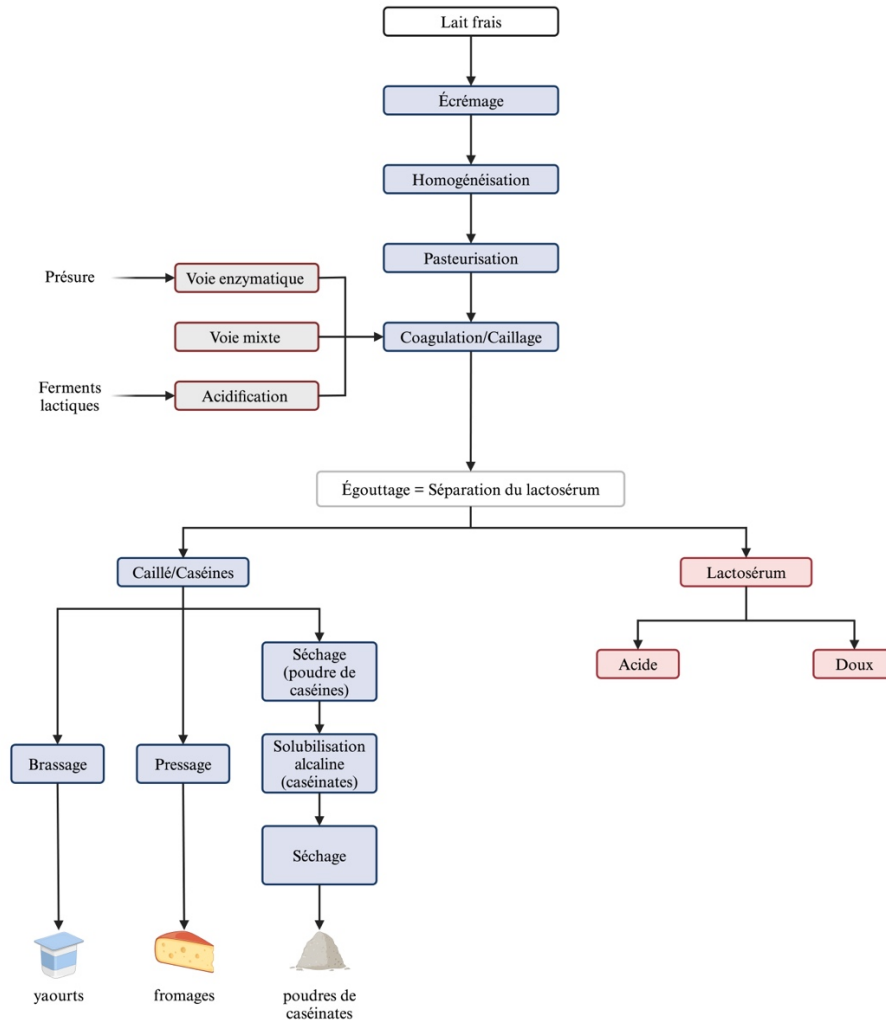 Lait frais
Écrémage
Homogénéisation
Pasteurisation
Présure
Voie enzymatique
Voie mixte
Coagulation/Caillage
Ferments
lactiques
Acidification
Égouttage = Séparation du lactosérum
Caillé/Caséines
Lactosérum
Séchage
(poudre de
caséines)
Acide
Doux
Brassage
Pressage
Solubilisation
alcaline
(caséinates)
Séchage
yaourts
fromages
poudres de
caséinates